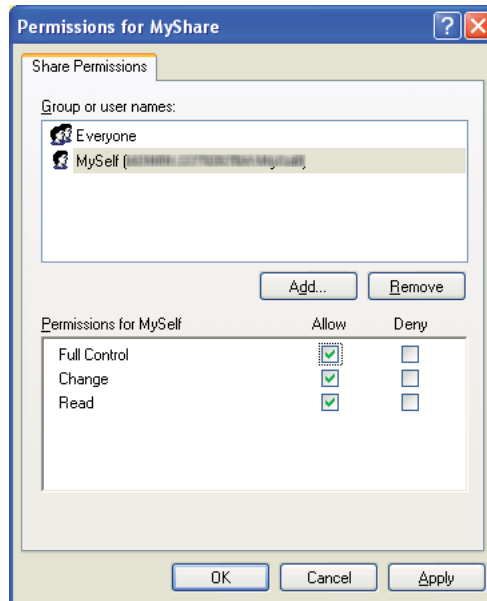 Permissions for MyShare
Share Permissions
Group or user names:
Everyone
MySelf (
Add... Remove
Permissions for MySelf Allow Deny
Full Control
Change
Read
OK Cancel Apply